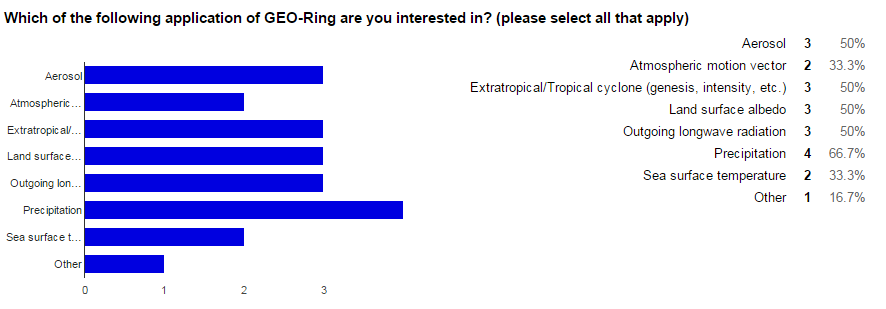 Which of the following application of GEO-Ring are you interested in? (please select all that apply)
Aerosol 3 50%
Atmospheric motion vector 2 33.3%
Extratropical/Tropical cyclone (genesis, intensity, etc.) 3 50%
Land surface albedo 3 50%
Outgoing longwave radiation 3 50%
Precipitation 4 66.7%
Sea surface temperature 2 33.3%
Other 1 16.7%
Aerosol
Atmospheric...
Extratropical/...
Land surface...
Outgoing lon...
Precipitation
Sea surface t...
Other
0 1 2 3